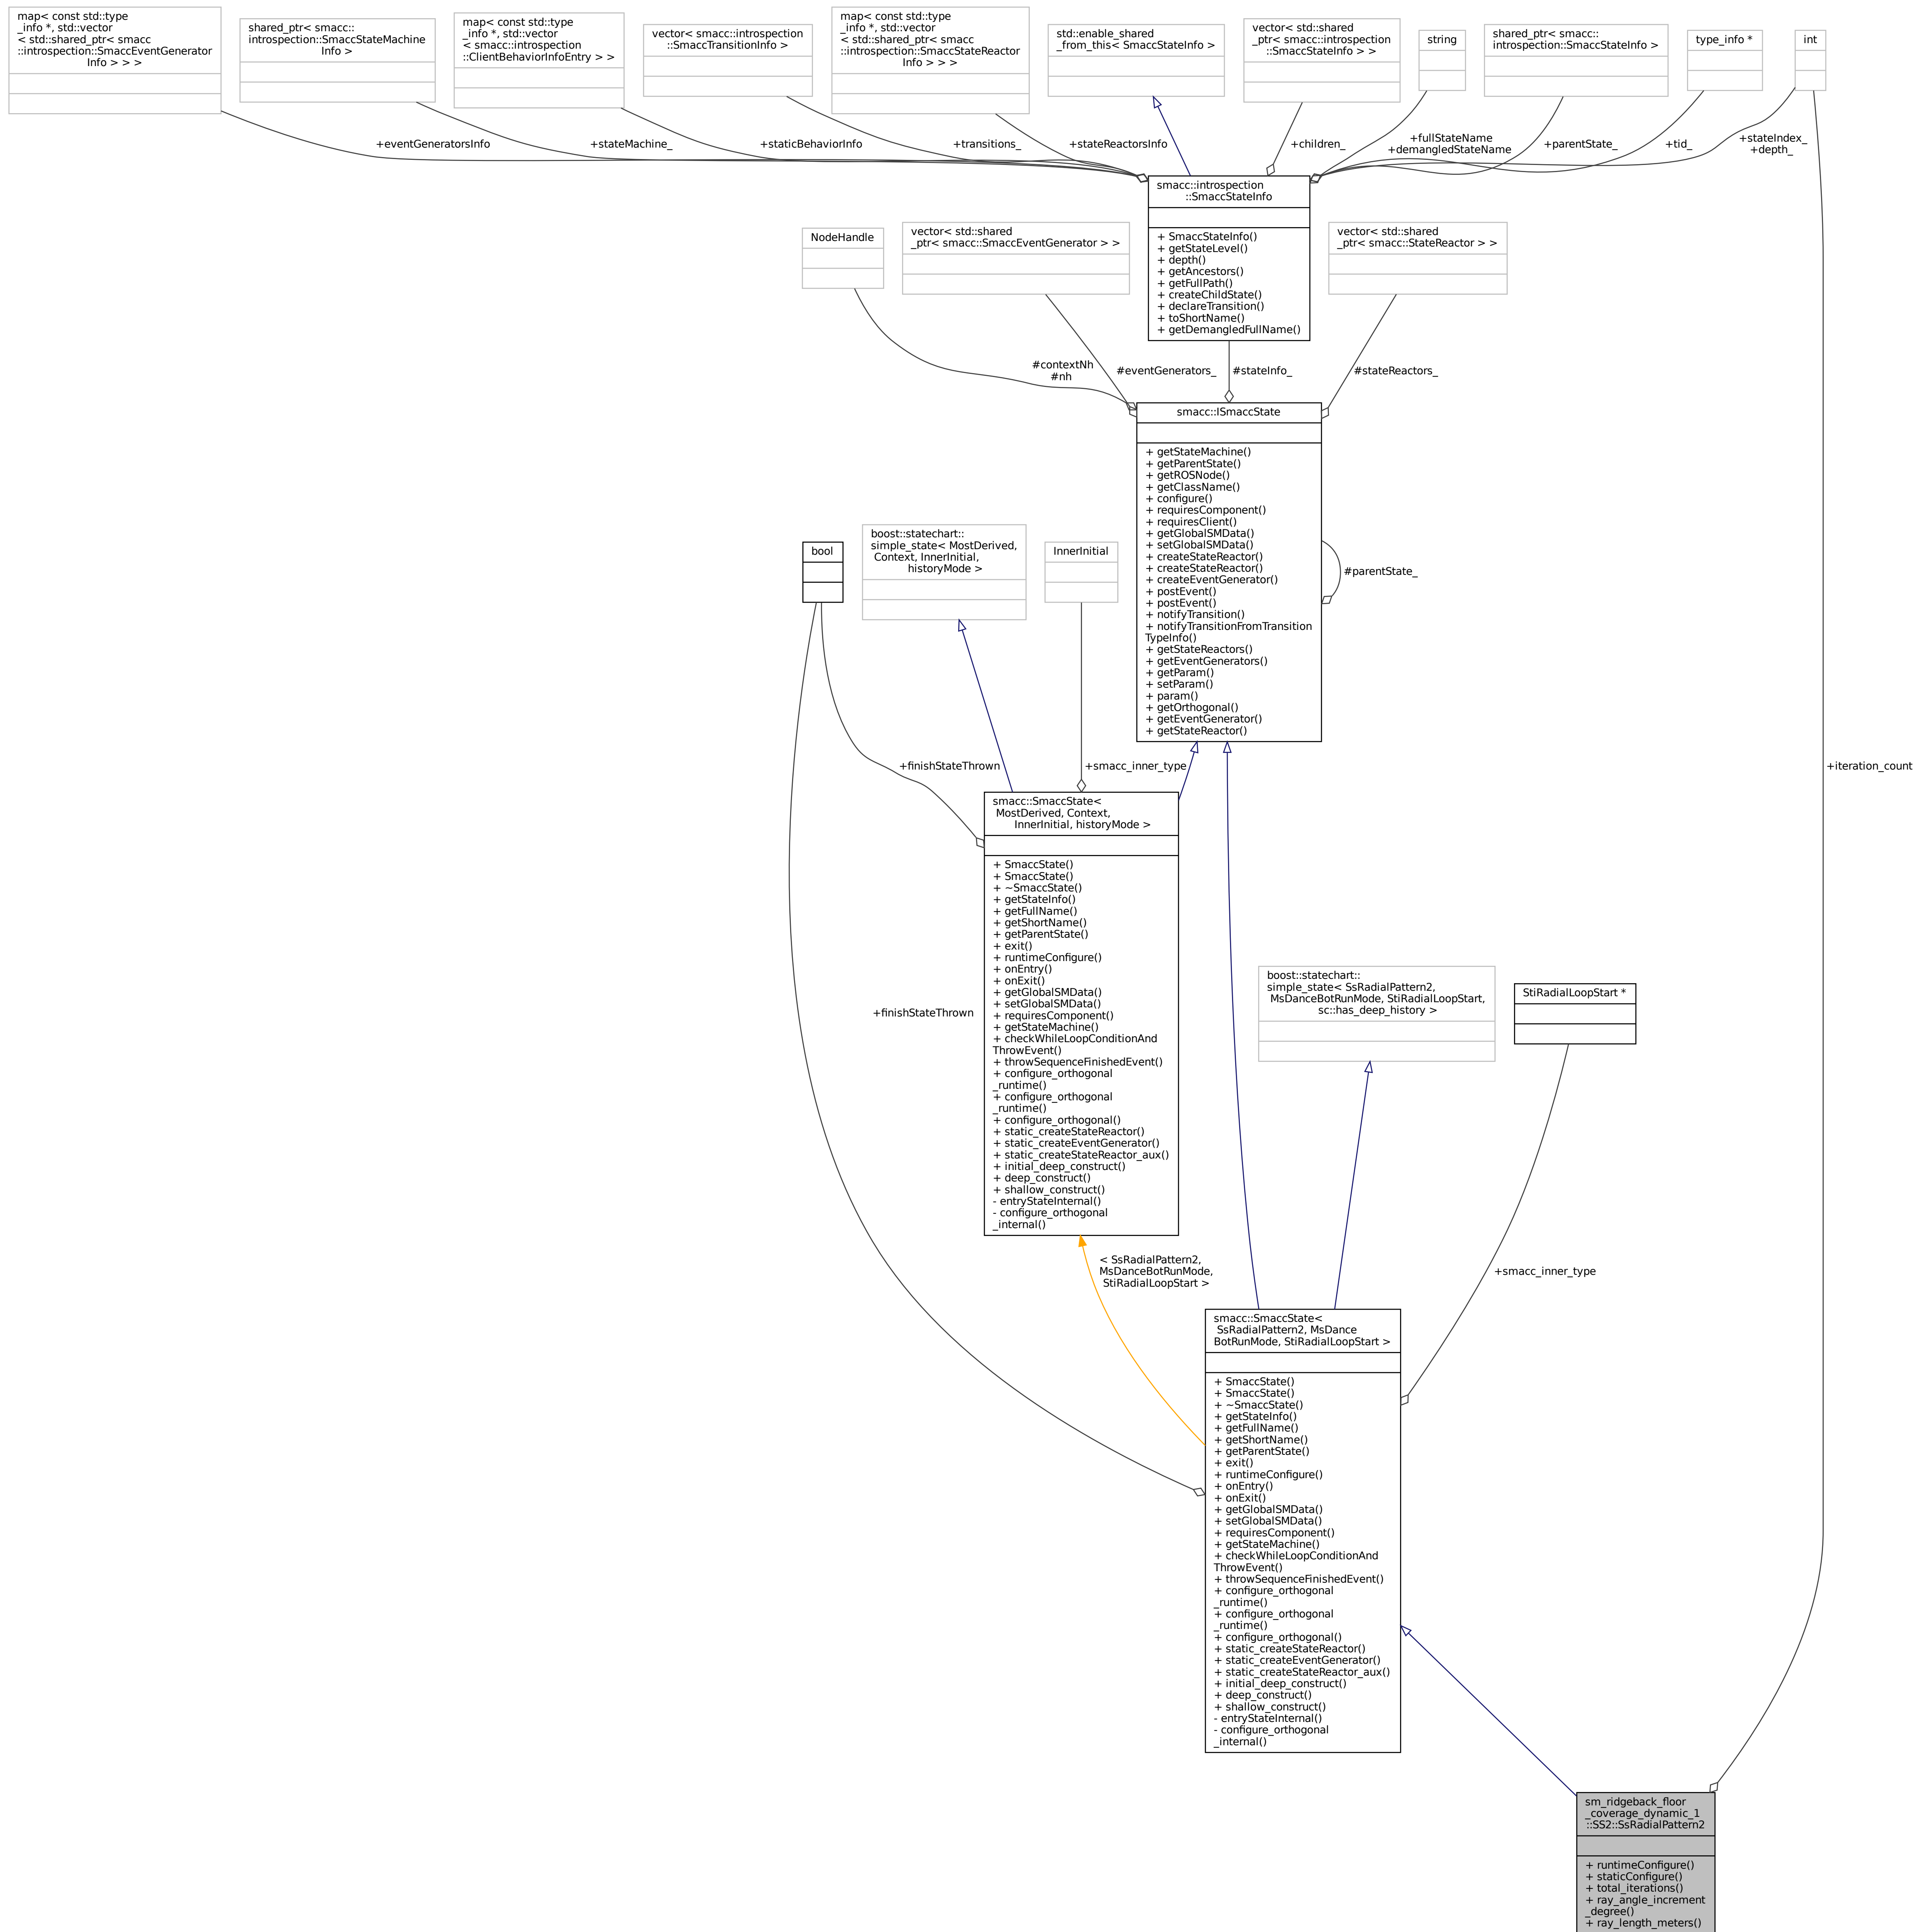 map< const std::type
_info *, std::vector
< std::shared_ptr< smacc
::introspection::SmaccEventGenerator
Info > > >
shared_ptr< smacc::
introspection::SmaccStateMachine
Info >
map< const std::type
_info *, std::vector
< smacc::introspection
::ClientBehaviorInfoEntry > >
vector< smacc::introspection
::SmaccTransitionInfo >
map< const std::type
_info *, std::vector
< std::shared_ptr< smacc
::introspection::SmaccStateReactor
Info > > >
std::enable_shared
_from_this< SmaccStateInfo >
vector< std::shared
_ptr< smacc::introspection
::SmaccStateInfo > >
string
shared_ptr< smacc::
introspection::SmaccStateInfo >
type_info *
int
+eventGeneratorsInfo
+stateMachine_
+staticBehaviorInfo
+transitions_
+stateReactorsInfo
+children_
+fullStateName
+demangledStateName
+parentState_
+tid_
+stateIndex_
+depth_
smacc::introspection
::SmaccStateInfo
+ SmaccStateInfo()
+ getStateLevel()
+ depth()
+ getAncestors()
+ getFullPath()
+ createChildState()
+ declareTransition()
+ toShortName()
+ getDemangledFullName()
NodeHandle
vector< std::shared
_ptr< smacc::SmaccEventGenerator > >
vector< std::shared
_ptr< smacc::StateReactor > >
#contextNh
#nh
#eventGenerators_
#stateInfo_
#stateReactors_
smacc::ISmaccState
+ getStateMachine()
+ getParentState()
+ getROSNode()
+ getClassName()
+ configure()
+ requiresComponent()
+ requiresClient()
+ getGlobalSMData()
+ setGlobalSMData()
+ createStateReactor()
+ createStateReactor()
+ createEventGenerator()
+ postEvent()
+ postEvent()
+ notifyTransition()
+ notifyTransitionFromTransition
TypeInfo()
+ getStateReactors()
+ getEventGenerators()
+ getParam()
+ setParam()
+ param()
+ getOrthogonal()
+ getEventGenerator()
+ getStateReactor()
#parentState_
bool
boost::statechart::
simple_state< MostDerived,
Context, InnerInitial,
historyMode >
InnerInitial
+finishStateThrown
+smacc_inner_type
+iteration_count
smacc::SmaccState<
MostDerived, Context,
InnerInitial, historyMode >
+ SmaccState()
+ SmaccState()
+ ~SmaccState()
+ getStateInfo()
+ getFullName()
+ getShortName()
+ getParentState()
+ exit()
+ runtimeConfigure()
+ onEntry()
+ onExit()
+ getGlobalSMData()
+ setGlobalSMData()
+ requiresComponent()
+ getStateMachine()
+ checkWhileLoopConditionAnd
ThrowEvent()
+ throwSequenceFinishedEvent()
+ configure_orthogonal
_runtime()
+ configure_orthogonal
_runtime()
+ configure_orthogonal()
+ static_createStateReactor()
+ static_createEventGenerator()
+ static_createStateReactor_aux()
+ initial_deep_construct()
+ deep_construct()
+ shallow_construct()
- entryStateInternal()
- configure_orthogonal
_internal()
+finishStateThrown
boost::statechart::
simple_state< SsRadialPattern2,
MsDanceBotRunMode, StiRadialLoopStart,
sc::has_deep_history >
StiRadialLoopStart *
< SsRadialPattern2,
MsDanceBotRunMode,
StiRadialLoopStart >
+smacc_inner_type
smacc::SmaccState<
SsRadialPattern2, MsDance
BotRunMode, StiRadialLoopStart >
+ SmaccState()
+ SmaccState()
+ ~SmaccState()
+ getStateInfo()
+ getFullName()
+ getShortName()
+ getParentState()
+ exit()
+ runtimeConfigure()
+ onEntry()
+ onExit()
+ getGlobalSMData()
+ setGlobalSMData()
+ requiresComponent()
+ getStateMachine()
+ checkWhileLoopConditionAnd
ThrowEvent()
+ throwSequenceFinishedEvent()
+ configure_orthogonal
_runtime()
+ configure_orthogonal
_runtime()
+ configure_orthogonal()
+ static_createStateReactor()
+ static_createEventGenerator()
+ static_createStateReactor_aux()
+ initial_deep_construct()
+ deep_construct()
+ shallow_construct()
- entryStateInternal()
- configure_orthogonal
_internal()
sm_ridgeback_floor
_coverage_dynamic_1
::SS2::SsRadialPattern2
+ runtimeConfigure()
+ staticConfigure()
+ total_iterations()
+ ray_angle_increment
_degree()
+ ray_length_meters()